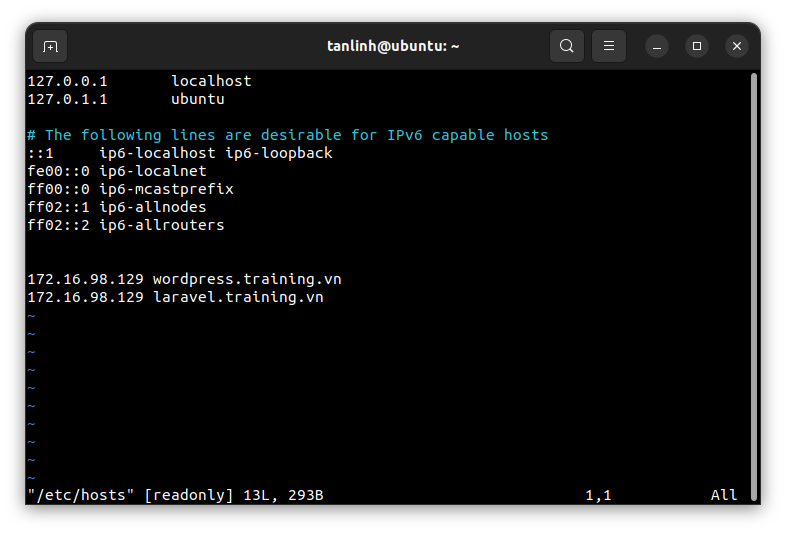 tanlinh@ubuntu: ~
127.0.0.1       localhost
127.0.1.1       ubuntu
# The following lines are desirable for IPv6 capable hosts
::1     ip6-localhost ip6-loopback
fe00::0 ip6-localnet
ff00::0 ip6-mcastprefix
ff02::1 ip6-allnodes
ff02::2 ip6-allrouters
172.16.98.129 wordpress.training.vn
172.16.98.129 laravel.training.vn
~
~
~
~
~
~
~
~
~
~
"/etc/hosts" [readonly] 13L, 293B                             1,1           All